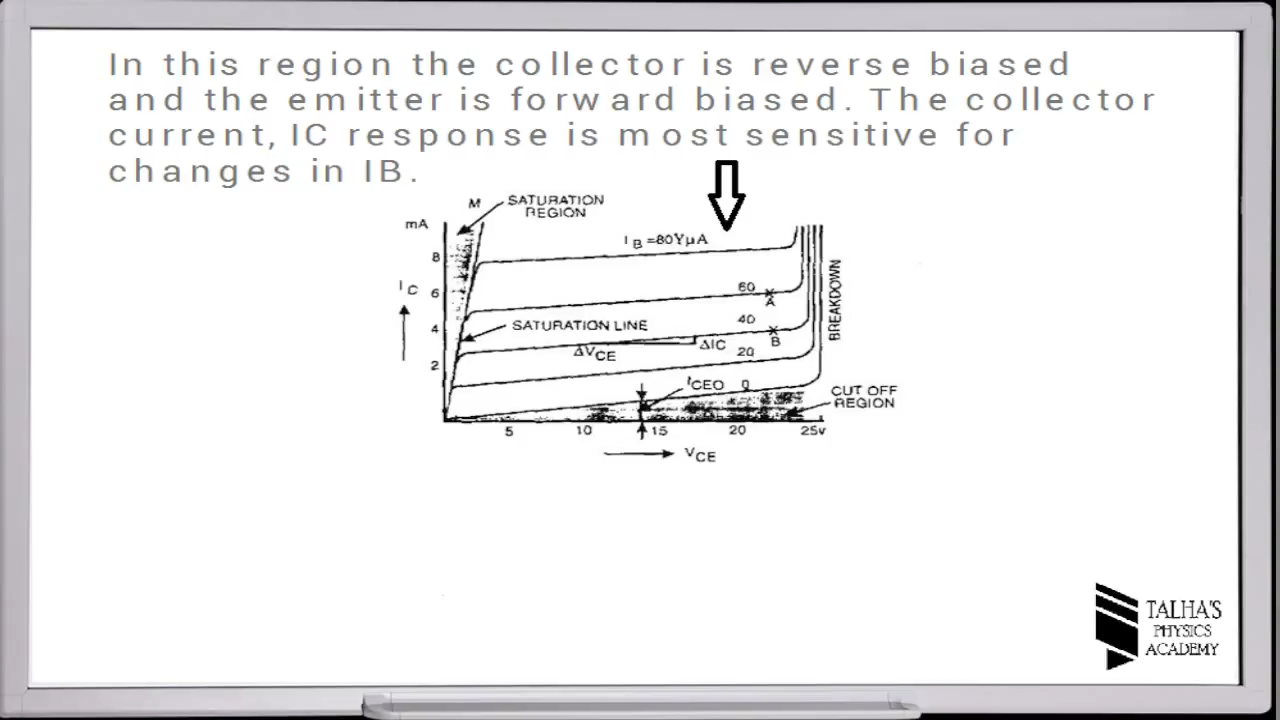 In this region the collector is reverse biased
and the emitter is forward biased. The collector
current, IC response is most sensitive for
changes in IB.
M
SATURATION
REGION
mA
I B =80YµA
8
6
4
2
I C
60
A
40
B
20
0
SATURATION LINE
ΔVCE
ΔIC
ICEO
BREAKDOWN
CUT OFF
REGION
5 10 15 20 25v
VCE
TALHA'S
PHYSICS
ACADEMY